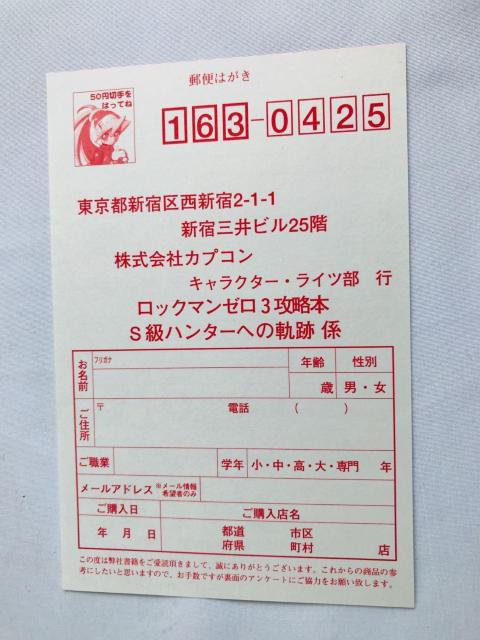 郵便はがき
50円切手を
はってね
163-0425
東京都新宿区西新宿2-1-1
新宿三井ビル25階
株式会社カプコン
キャラクター・ライツ部 行
ロックマンゼロ3攻略本
S級ハンターへの軌跡 係
お名前 フリガナ 年齢 性別
歳 男・女
ご住所 〒 電話 ( )
ご職業 学年 小・中・高・大・専門 年
メールアドレス ※メール情報
希望者のみ
ご購入日 ご購入店名
年 月 日 都道 市区
府県 町村 店
この度は弊社書籍をご愛読頂きまして、誠にありがとうございます。これからの商品の参
考にしたいと思いますので、お手数ですが裏面のアンケートにご協力をお願い致します。